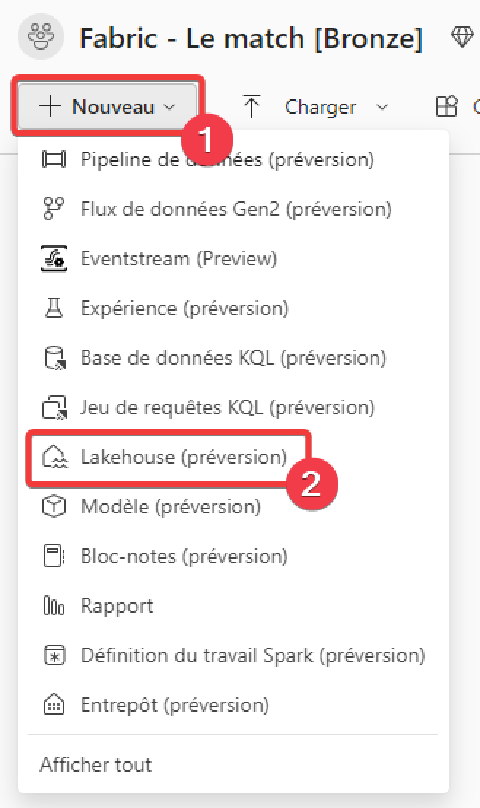 Fabric - Le match [Bronze]
Nouveau
Charger
1
Pipeline de données (préversion)
Flux de données Gen2 (préversion)
Eventstream (Preview)
Expérience (préversion)
Base de données KQL (préversion)
Jeu de requêtes KQL (préversion)
Lakehouse (préversion)
2
Modèle (préversion)
Bloc-notes (préversion)
Rapport
Définition du travail Spark (préversion)
Entrepôt (préversion)
Afficher tout